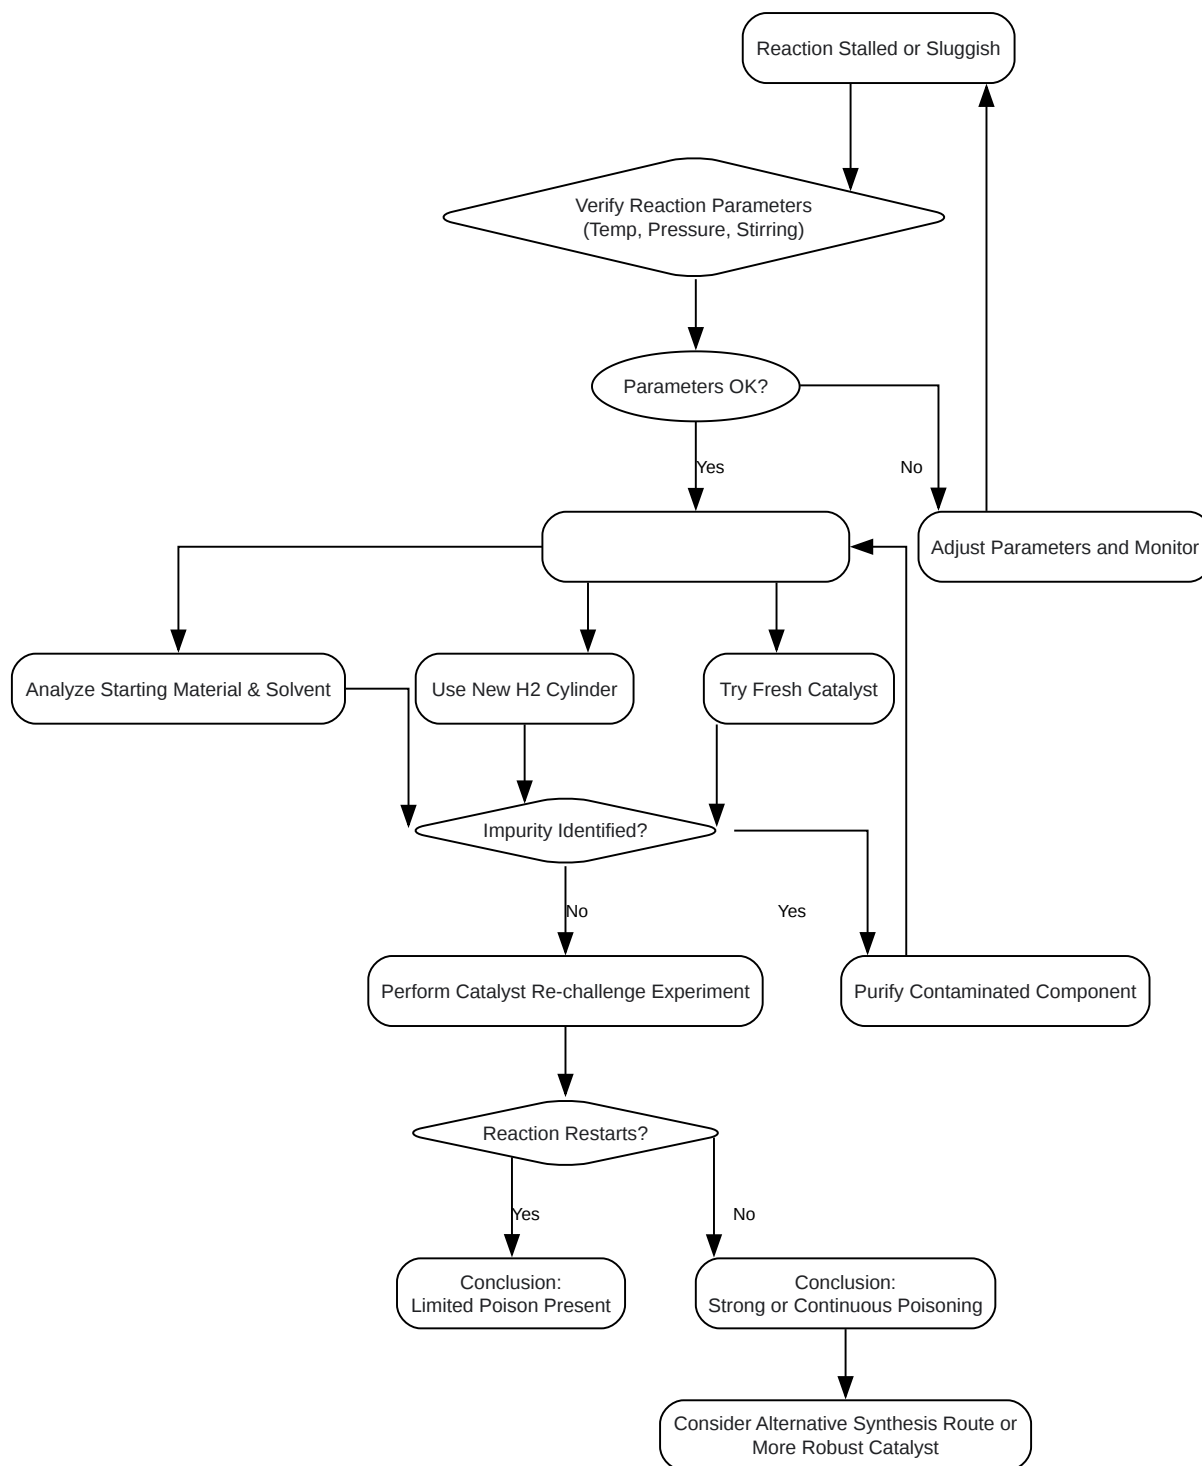 Reaction Stalled or Sluggish
Verify Reaction Parameters
(Temp, Pressure, Stirring)
Parameters OK?
Yes
No
Adjust Parameters and Monitor
Analyze Starting Material & Solvent
Use New H2 Cylinder
Try Fresh Catalyst
Impurity Identified?
No
Yes
Perform Catalyst Re-challenge Experiment
Purify Contaminated Component
Reaction Restarts?
Yes
No
Conclusion:
Limited Poison Present
Conclusion:
Strong or Continuous Poisoning
Consider Alternative Synthesis Route or
More Robust Catalyst